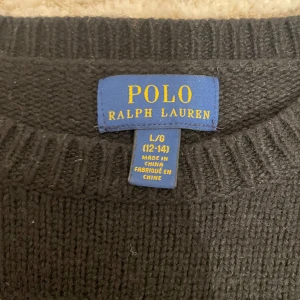 POLO
RALPH LAUREN
L/G
(12-14)
MADE IN
CHINA
FABRIQUÉ EN
CHINE